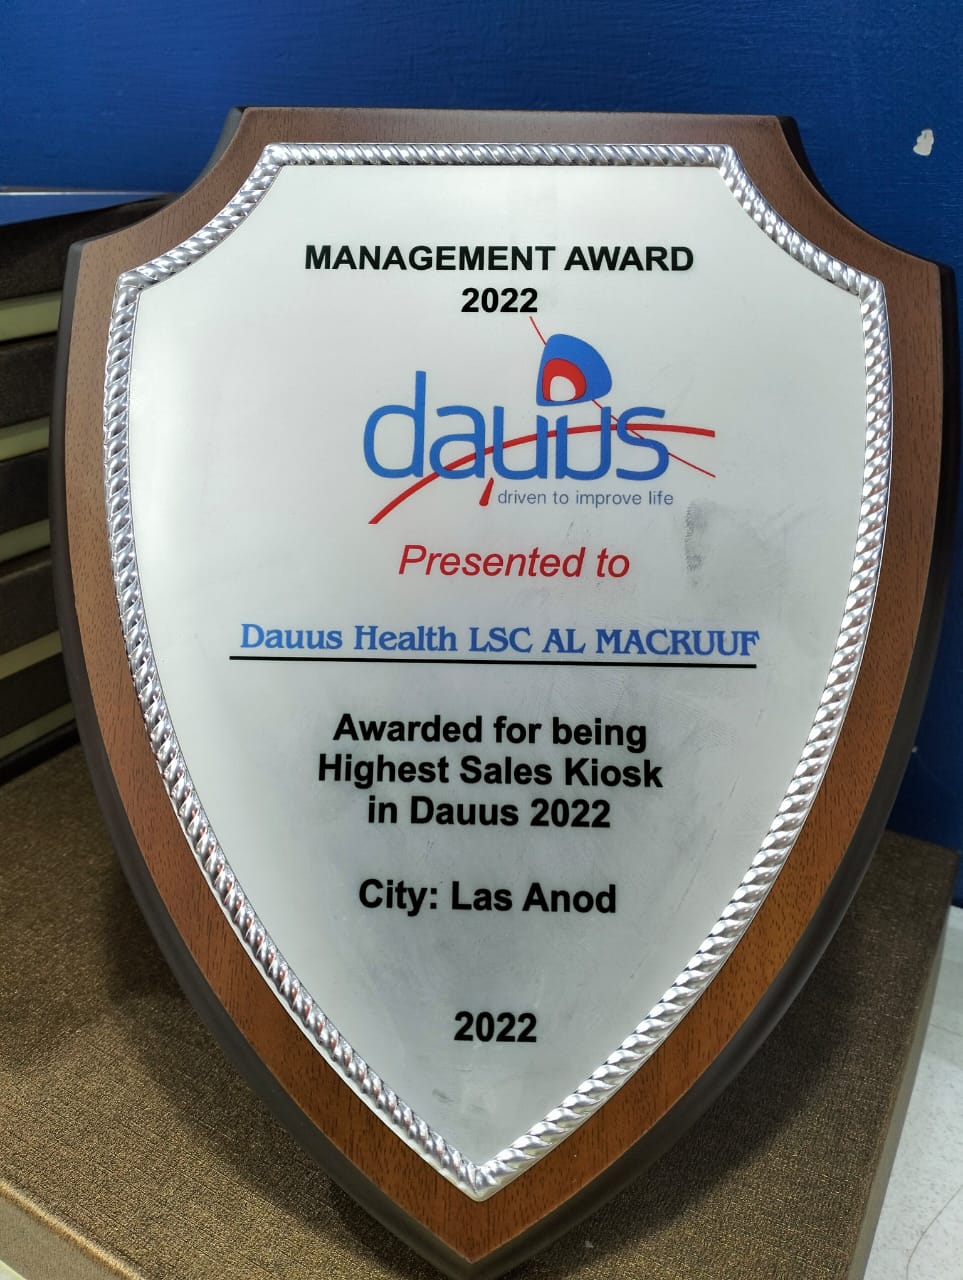 MANAGEMENT AWARD
2022
dauus
driven to improve life
Presented to
Dauus Health LSC AL MACRUUF
Awarded for being
Highest Sales Kiosk
in Dauus 2022
City: Las Anod
2022